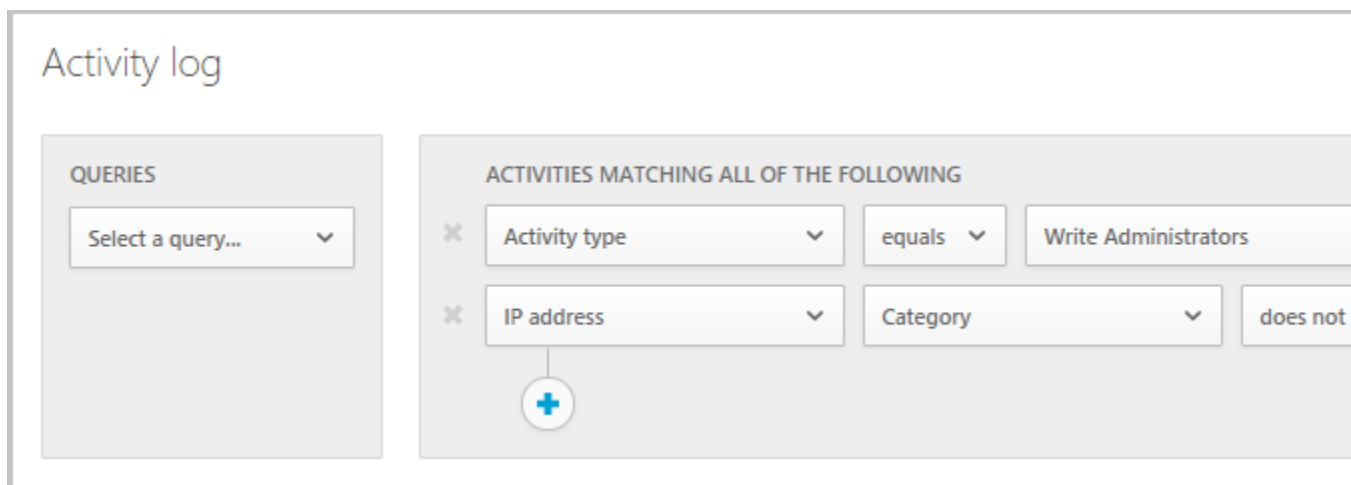 Activity log
QUERIES
Select a query...
ACTIVITIES MATCHING ALL OF THE FOLLOWING
Activity type equals Write Administrators
IP address Category does not